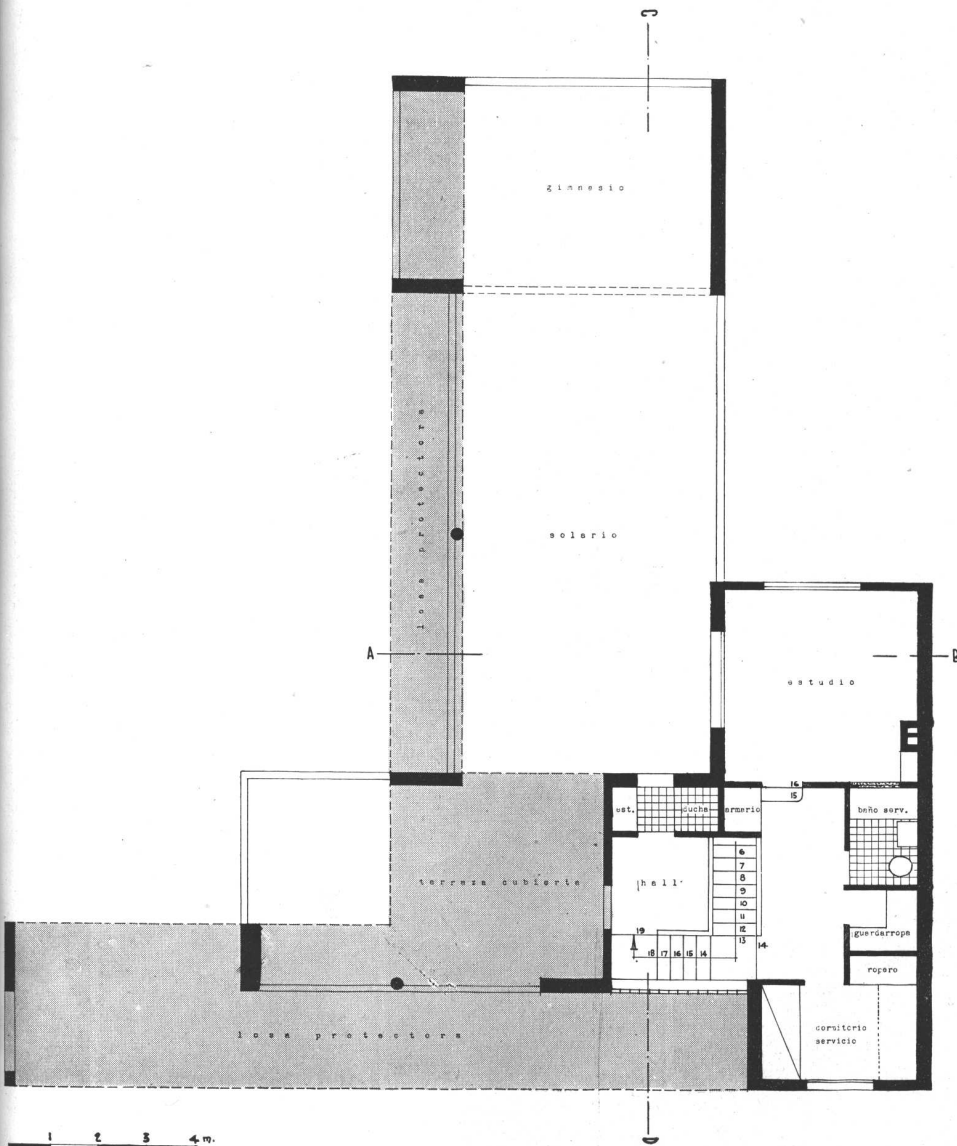 C
gimnasio
losa protectora
solario
A
B
estudio
16
15
est.
ducha
armario
baño serv.
6
7
8
9
10
11
12
13
14
terraza cubierta
hall
19
18 17 16 15 14
guardarropa
ropero
losa protectora
dormitorio
servicio
D
1 2 3 4 m.